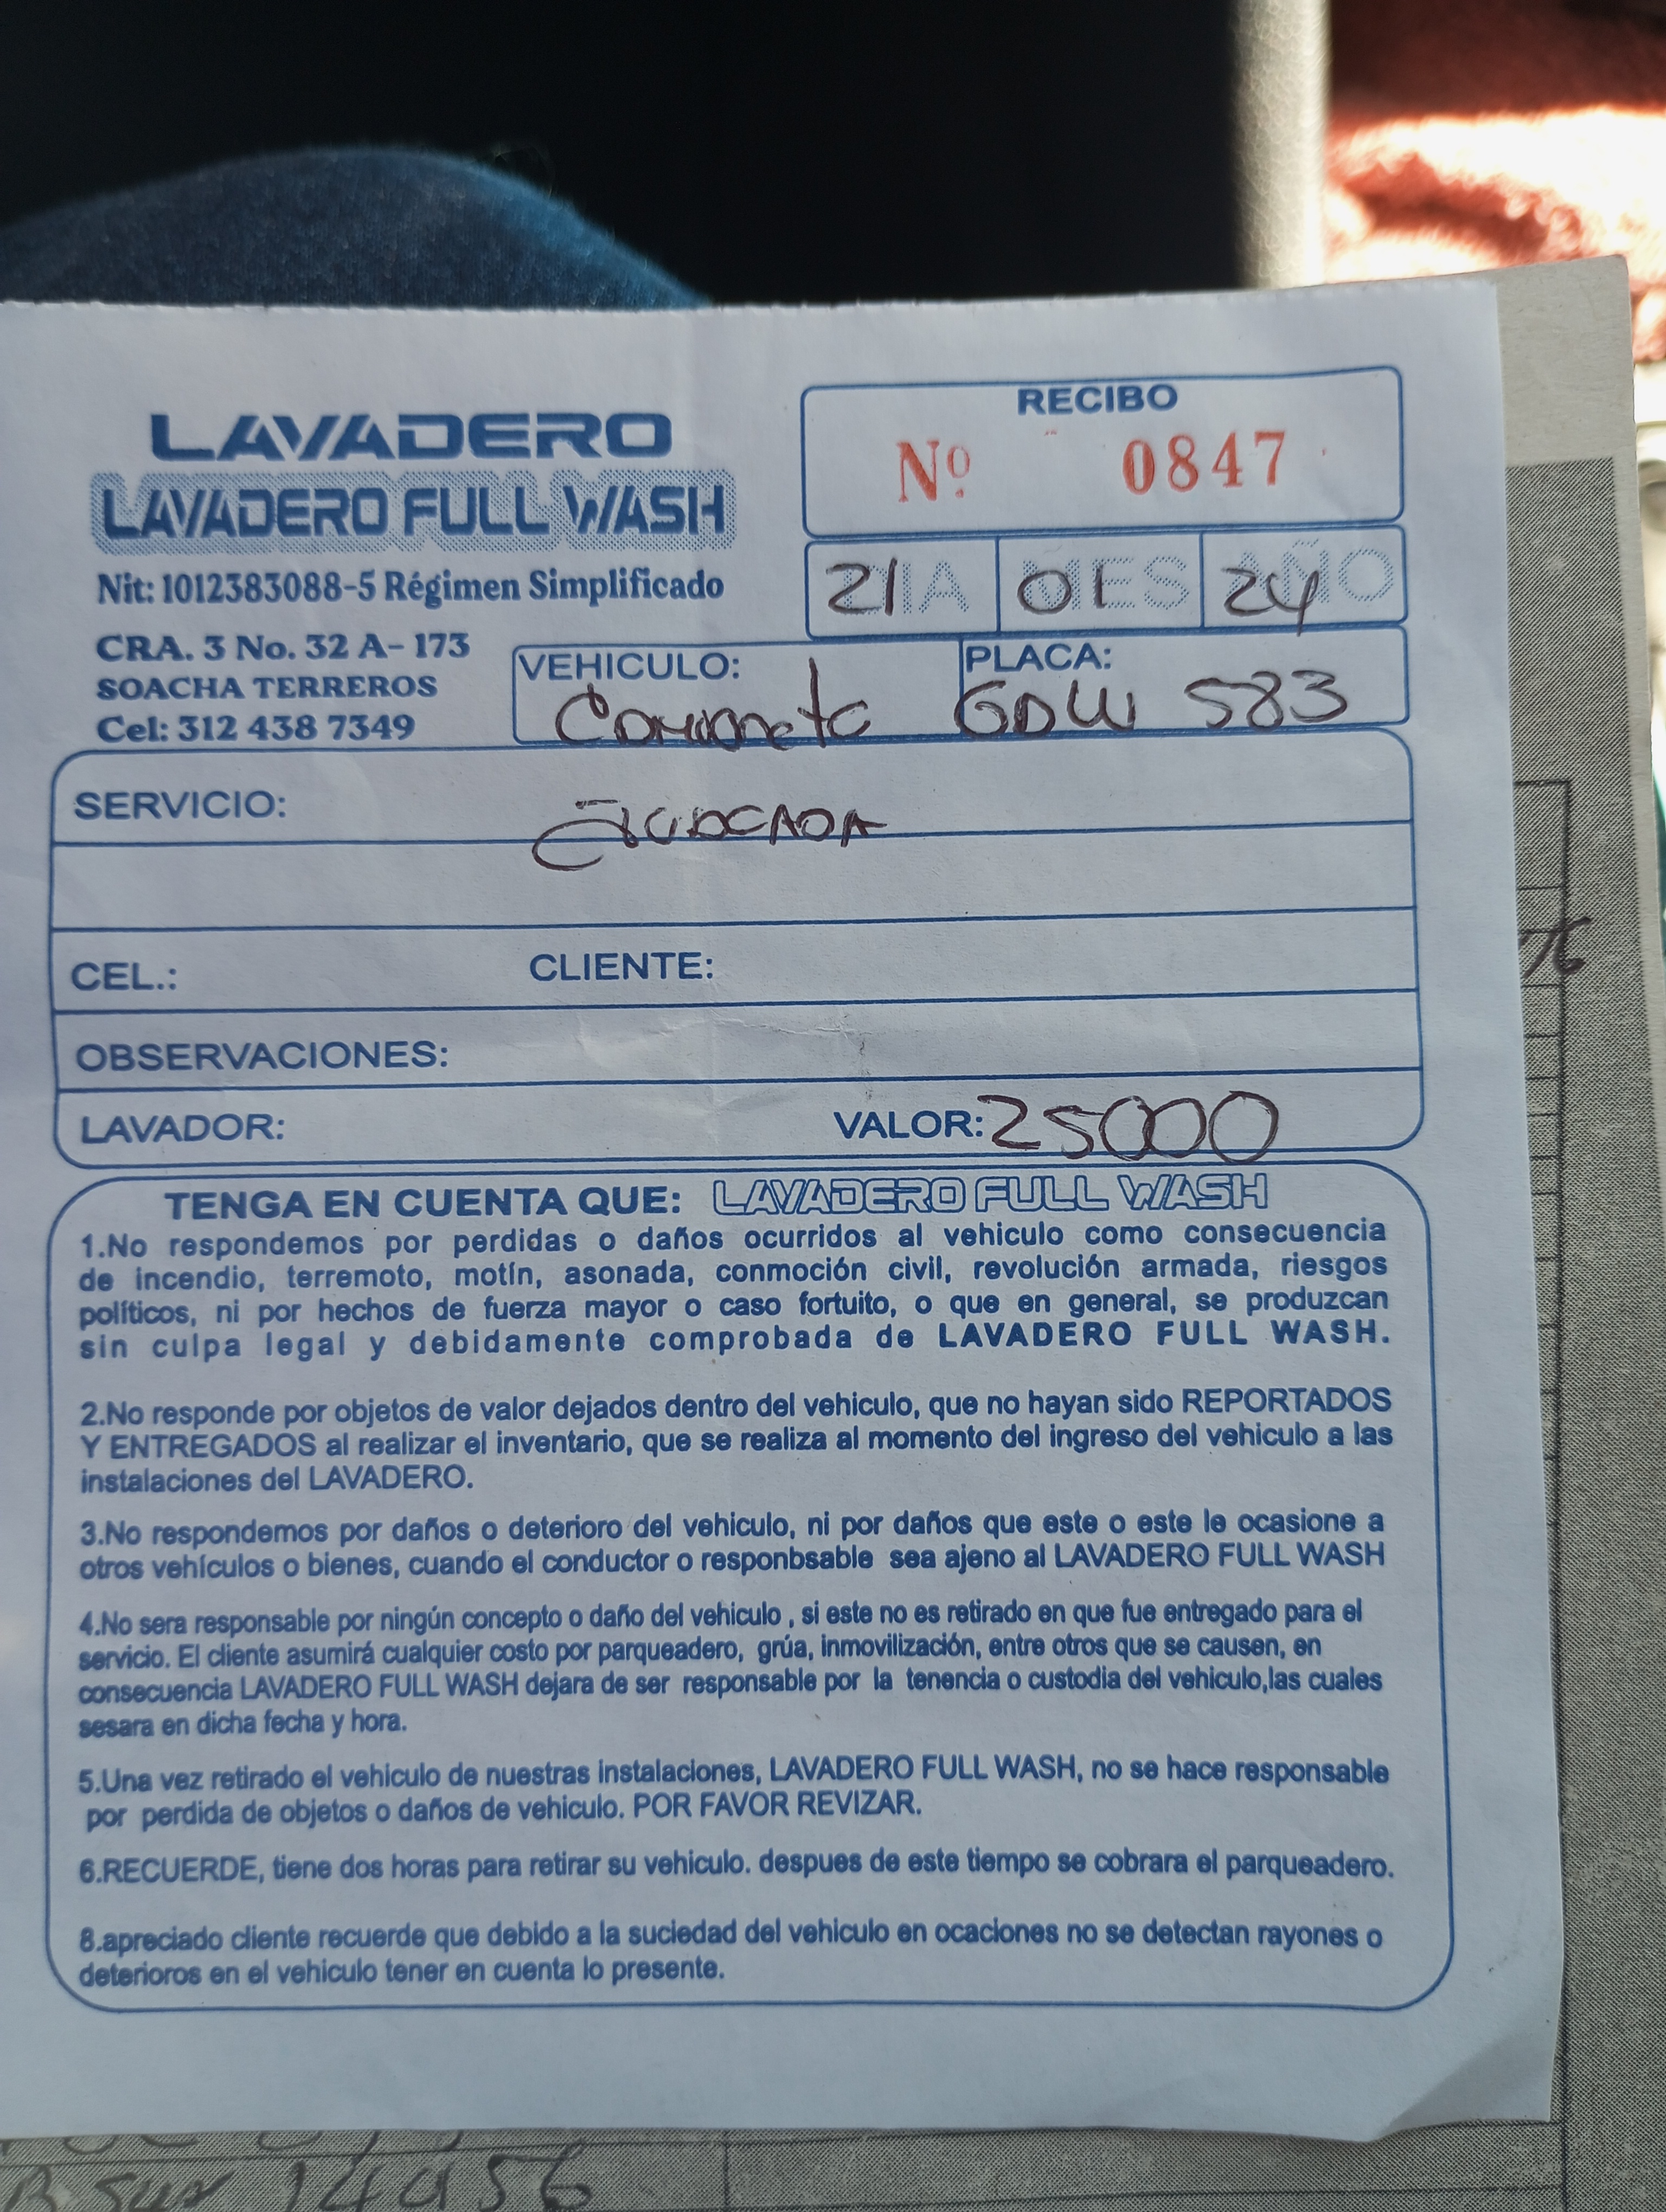 LAVADERO
LAVADERO FULL WASH
Nit: 1012383088-5 Régimen Simplificado
CRA. 3 No. 32 A- 173
SOACHA TERREROS
Cel: 312 438 7349
RECIBO
Nº 0847
DIA MES AÑO
21 01 24
VEHICULO: Camioneta
PLACA: GDW 583
SERVICIO: Enjuagada
CEL.: CLIENTE:
OBSERVACIONES:
LAVADOR: VALOR: 25000
TENGA EN CUENTA QUE: LAVADERO FULL WASH
1.No respondemos por perdidas o daños ocurridos al vehiculo como consecuencia
de incendio, terremoto, motín, asonada, conmoción civil, revolución armada, riesgos
políticos, ni por hechos de fuerza mayor o caso fortuito, o que en general, se produzcan
sin culpa legal y debidamente comprobada de LAVADERO FULL WASH.
2.No responde por objetos de valor dejados dentro del vehiculo, que no hayan sido REPORTADOS
Y ENTREGADOS al realizar el inventario, que se realiza al momento del ingreso del vehiculo a las
instalaciones del LAVADERO.
3.No respondemos por daños o deterioro del vehiculo, ni por daños que este o este le ocasione a
otros vehículos o bienes, cuando el conductor o responbsable sea ajeno al LAVADERO FULL WASH
4.No sera responsable por ningún concepto o daño del vehiculo , si este no es retirado en que fue entregado para el
servicio. El cliente asumirá cualquier costo por parqueadero, grúa, inmovilización, entre otros que se causen, en
consecuencia LAVADERO FULL WASH dejara de ser responsable por la tenencia o custodia del vehiculo,las cuales
sesara en dicha fecha y hora.
5.Una vez retirado el vehiculo de nuestras instalaciones, LAVADERO FULL WASH, no se hace responsable
por perdida de objetos o daños de vehiculo. POR FAVOR REVIZAR.
6.RECUERDE, tiene dos horas para retirar su vehiculo. despues de este tiempo se cobrara el parqueadero.
8.apreciado cliente recuerde que debido a la suciedad del vehiculo en ocaciones no se detectan rayones o
deterioros en el vehiculo tener en cuenta lo presente.